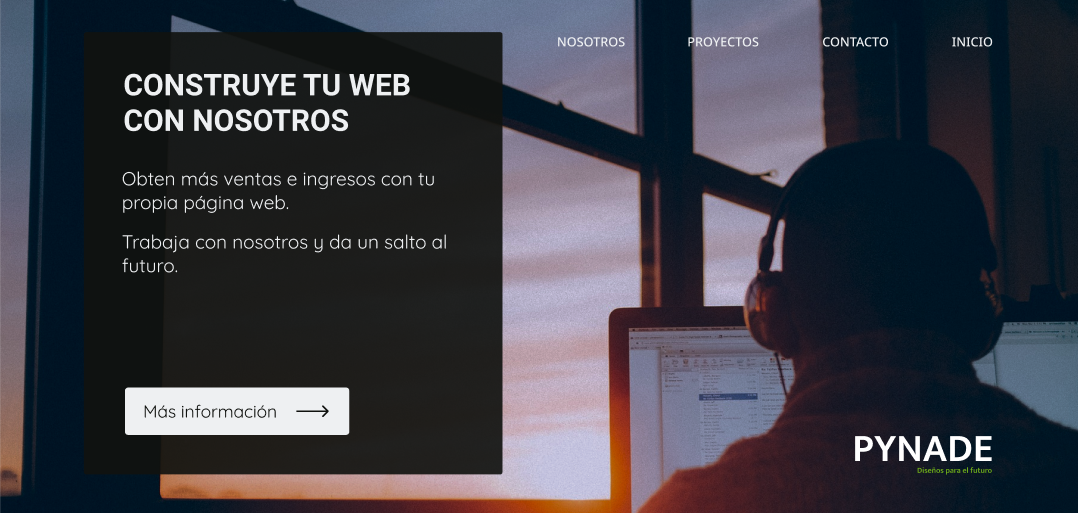 NOSOTROS PROYECTOS CONTACTO INICIO
CONSTRUYE TU WEB
CON NOSOTROS
Obten más ventas e ingresos con tu
propia página web.
Trabaja con nosotros y da un salto al
futuro.
Más información
PYNADE
Diseños para el futuro